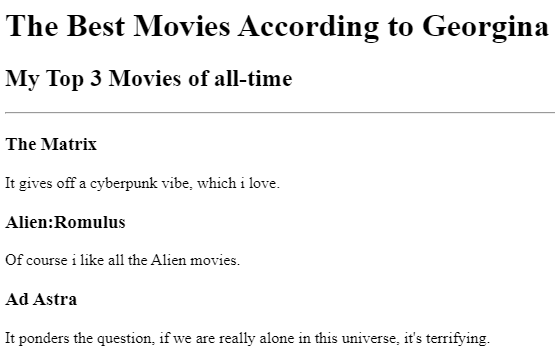 The Best Movies According to Georgina
My Top 3 Movies of all-time
The Matrix
It gives off a cyberpunk vibe, which i love.
Alien:Romulus
Of course i like all the Alien movies.
Ad Astra
It ponders the question, if we are really alone in this universe, it's terrifying.